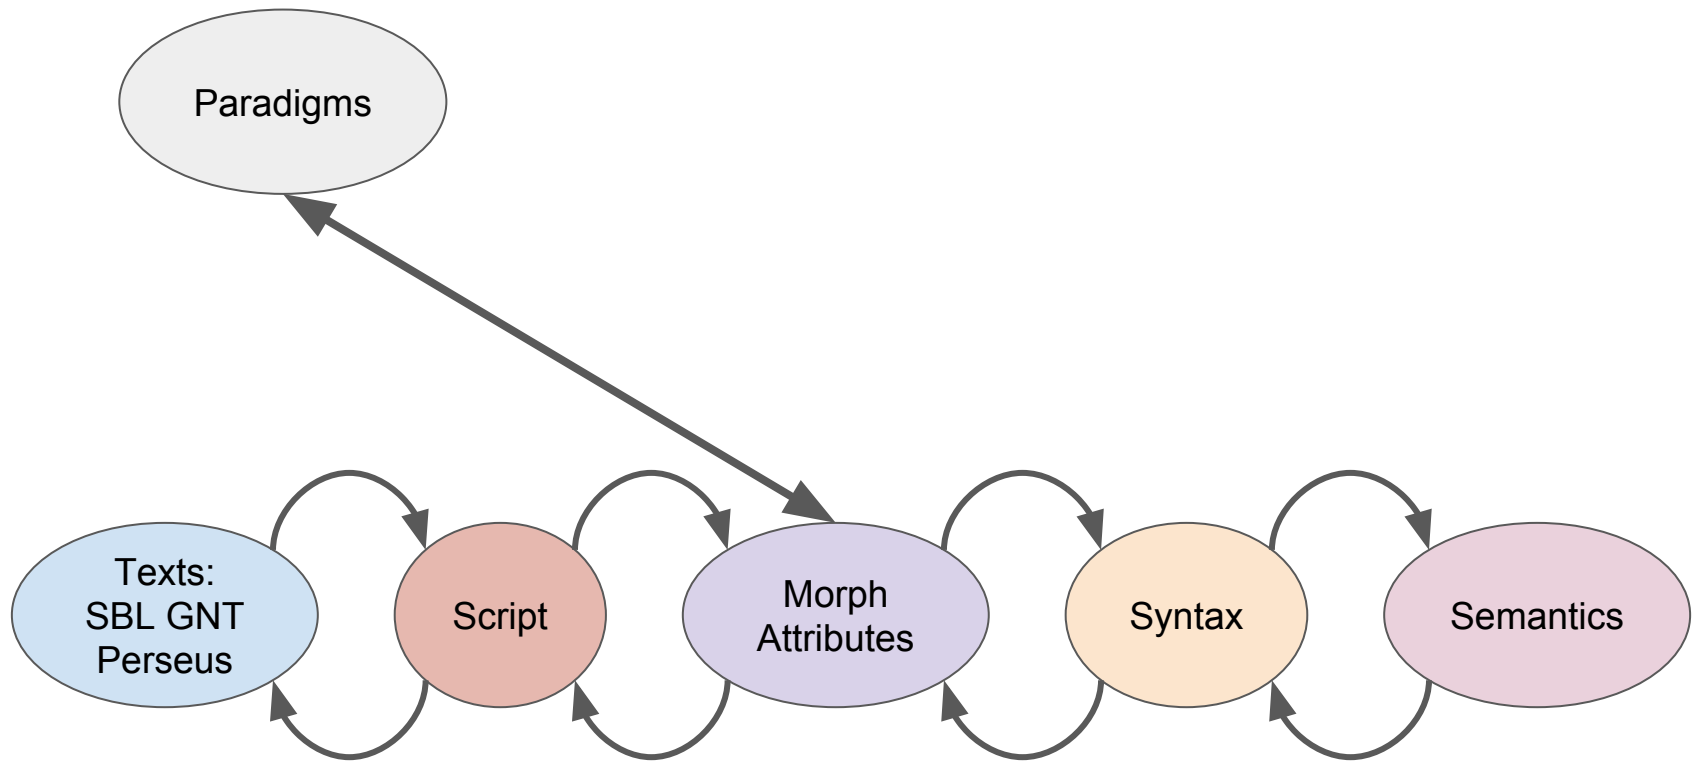 Paradigms
Texts:
SBL GNT
Perseus
Script
Morph
Attributes
Syntax
Semantics